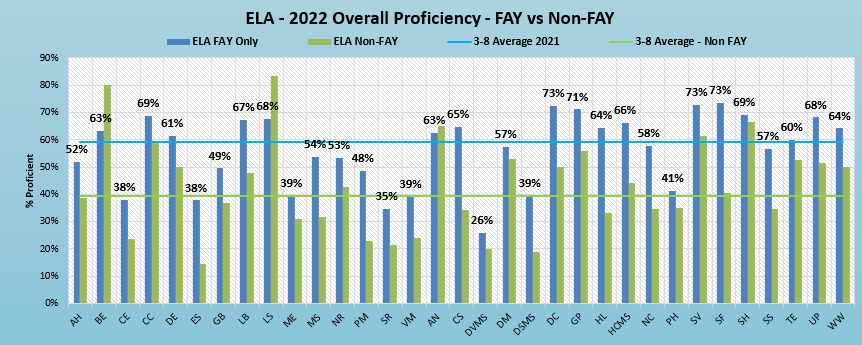 ELA - 2022 Overall Proficiency - FAY vs Non-FAY
ELA FAY Only ELA Non-FAY 3-8 Average 2021 3-8 Average - Non FAY
90%
80%
70%
60%
50%
40%
30%
20%
10%
0%
% Proficient
52% 63% 38% 69% 61% 38% 49% 67% 68% 39% 54% 53% 48% 35% 39% 63% 65% 26% 57% 39% 73% 71% 64% 66% 58% 41% 73% 73% 69% 57% 60% 68% 64%
AH BE CE CC DE ES GB LB LS ME MS NR PM SR VM AN CS DVMS DM DSMS DC GP HL HCMS NC PH SV SF SH SS TE UP WW